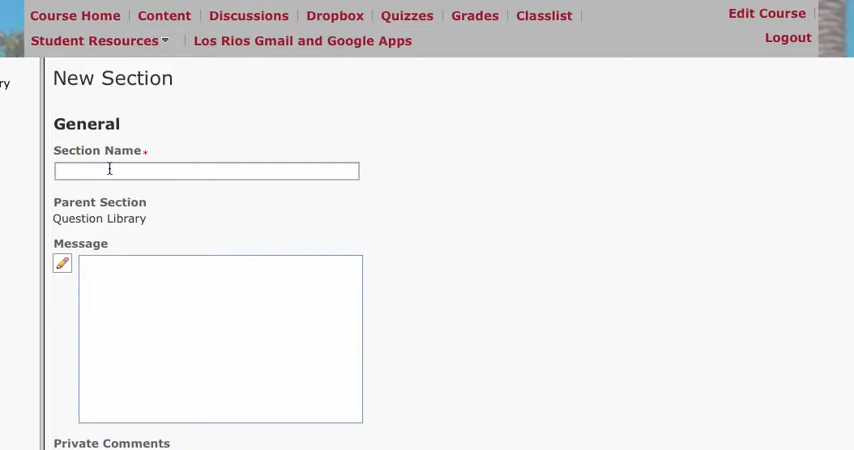 Course Home Content Discussions Dropbox Quizzes Grades Classlist Edit Course
Student Resources Los Rios Gmail and Google Apps Logout
ry
New Section
General
Section Name *
Parent Section
Question Library
Message
Private Comments